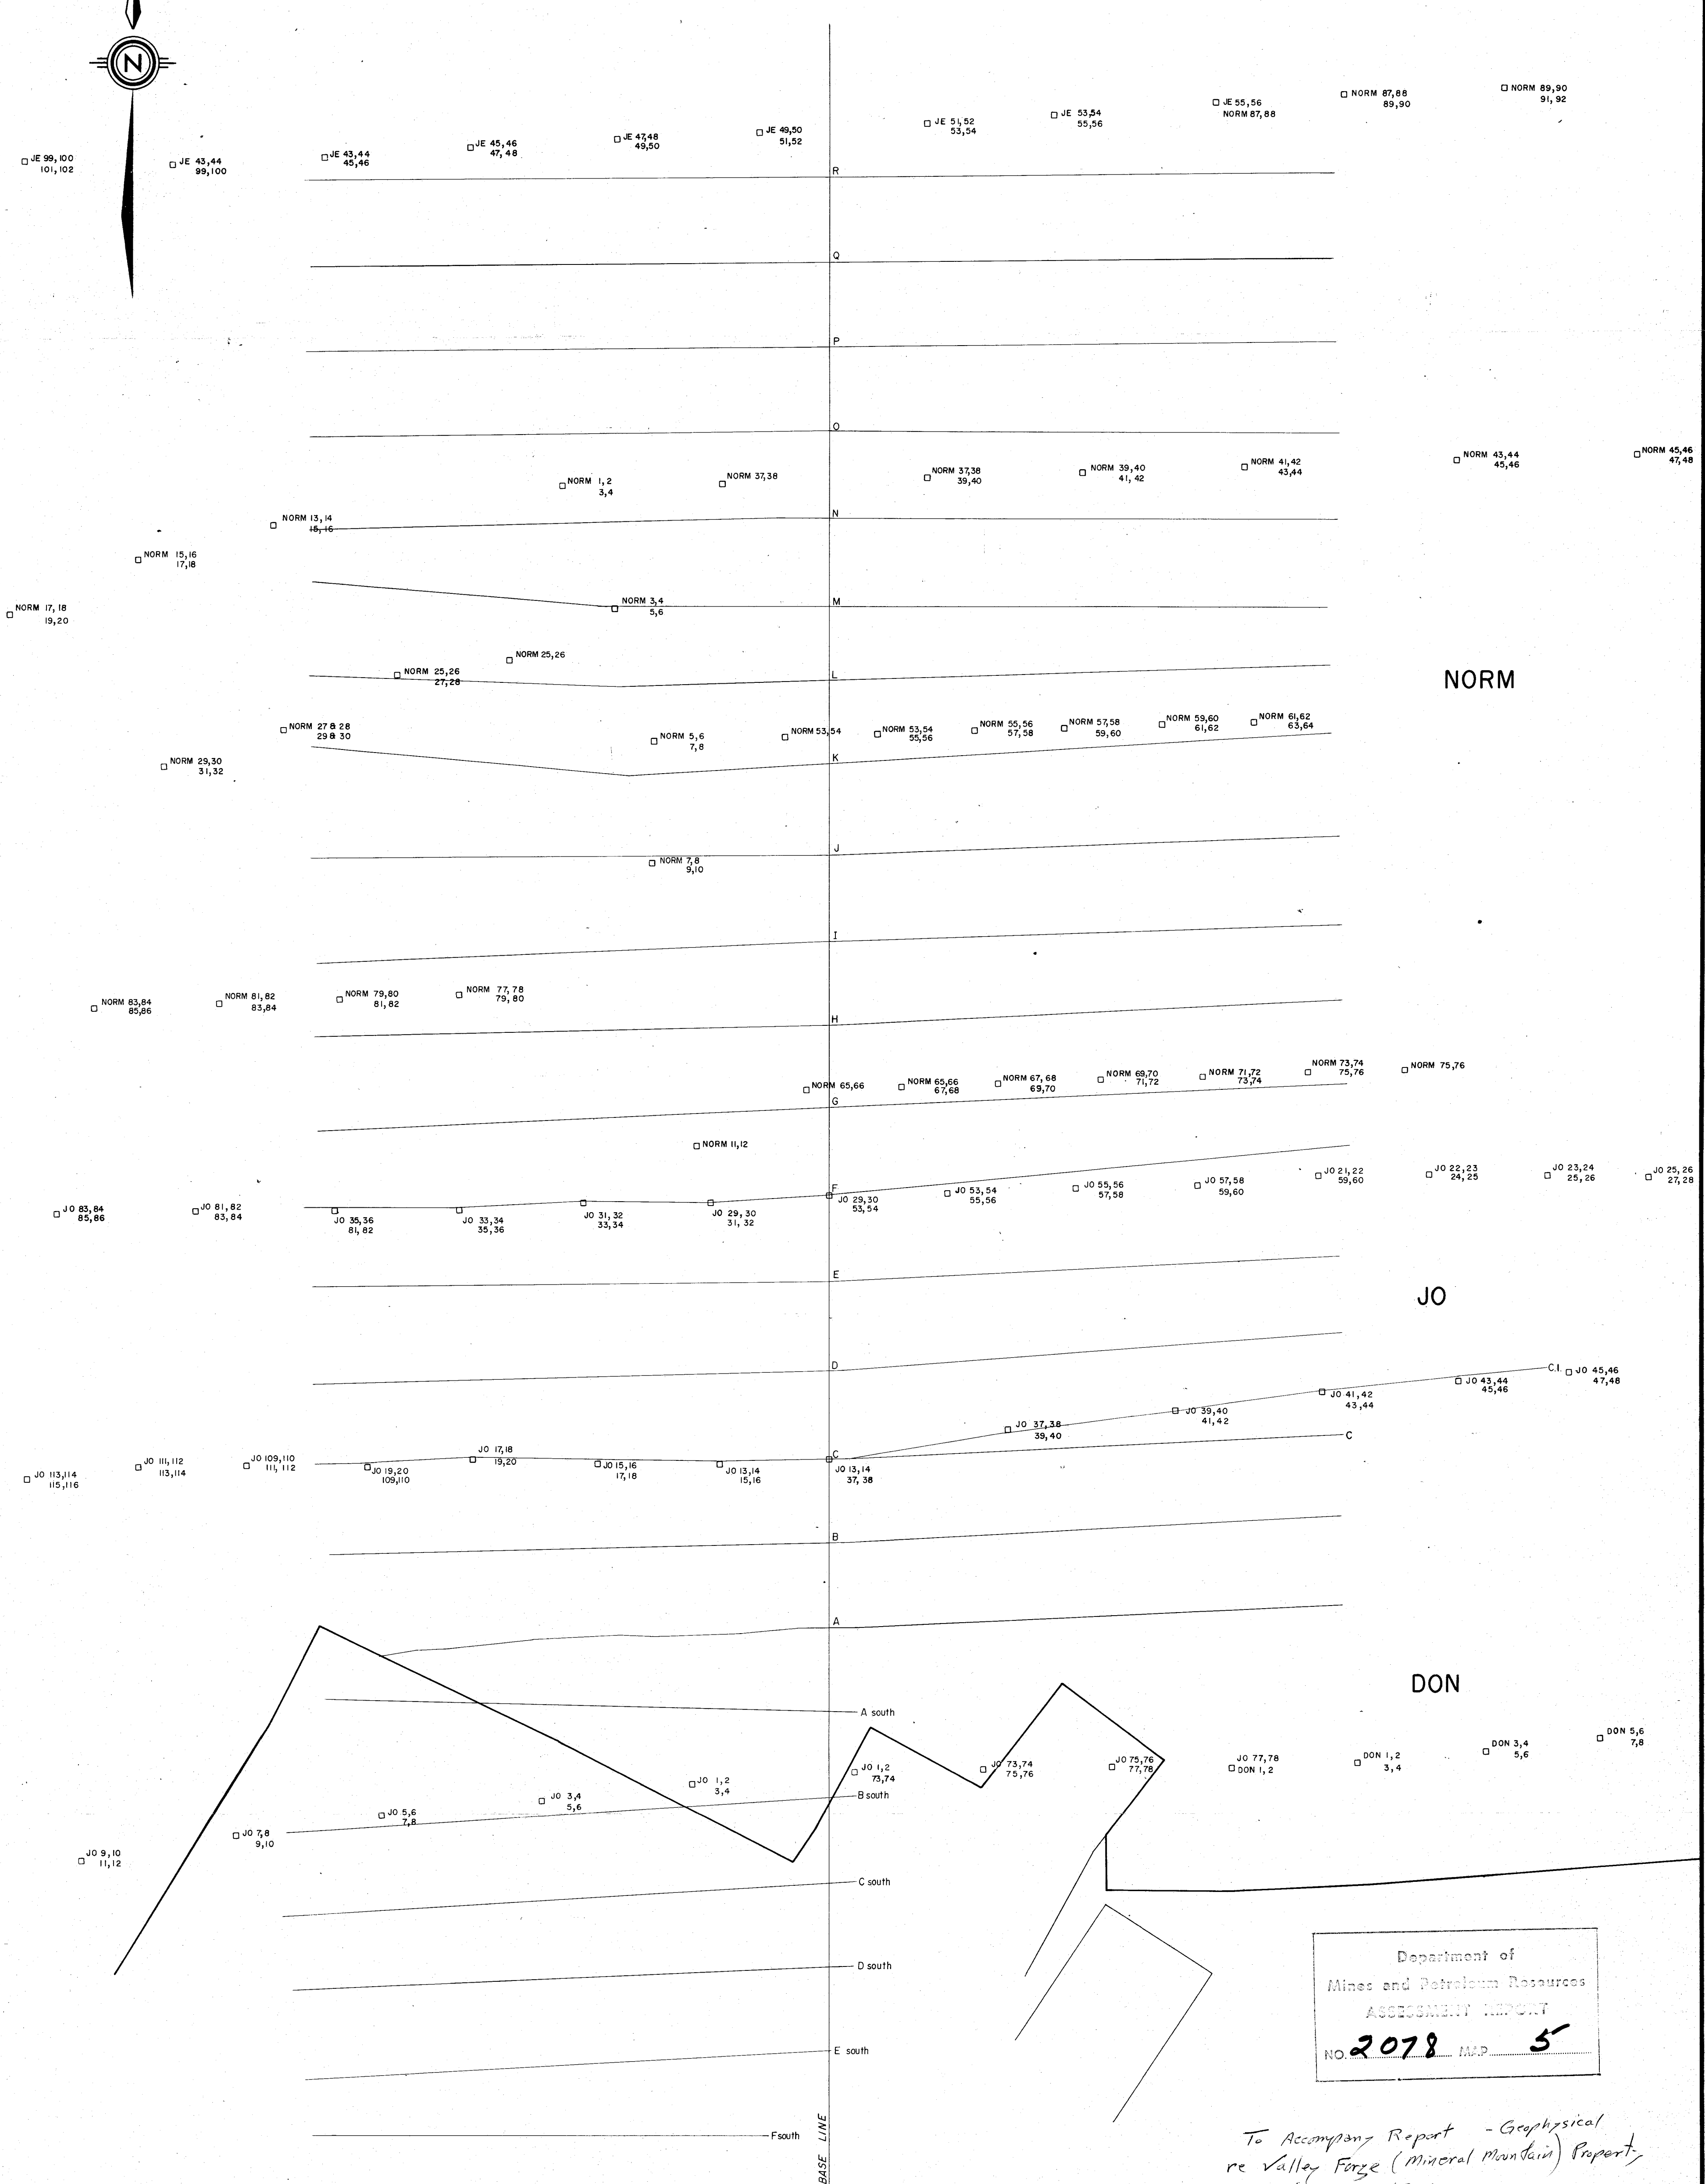 N
NORM 89,90
91,92
NORM 87,88
89,90
JE 55,56
NORM 87,88
JE 53,54
55,56
JE 51,52
53,54
JE 49,50
51,52
JE 47,48
49,50
JE 45,46
47,48
JE 43,44
45,46
JE 43,44
99,100
JE 99,100
101,102
R
Q
P
O
NORM 1,2
3,4
NORM 37,38
NORM 37,38
39,40
NORM 39,40
41,42
NORM 41,42
43,44
NORM 43,44
45,46
NORM 45,46
47,48
NORM 13,14
15,16
N
NORM 15,16
17,18
NORM 17,18
19,20
NORM 3,4
5,6
M
NORM 25,26
NORM 25,26
27,28
L
NORM
NORM 27 & 28
29 & 30
NORM 5,6
7,8
NORM 53,54
NORM 53,54
55,56
NORM 55,56
57,58
NORM 57,58
59,60
NORM 59,60
61,62
NORM 61,62
63,64
K
NORM 29,30
31,32
J
NORM 7,8
9,10
I
NORM 83,84
85,86
NORM 81,82
83,84
NORM 79,80
81,82
NORM 77,78
79,80
H
NORM 65,66
NORM 65,66
67,68
NORM 67,68
69,70
NORM 69,70
71,72
NORM 71,72
73,74
NORM 73,74
75,76
NORM 75,76
G
NORM 11,12
F
JO 83,84
85,86
JO 81,82
83,84
JO 35,36
81,82
JO 33,34
35,36
JO 31,32
33,34
JO 29,30
31,32
JO 29,30
53,54
JO 53,54
55,56
JO 55,56
57,58
JO 57,58
59,60
JO 21,22
59,60
JO 22,23
24,25
JO 23,24
25,26
JO 25,26
27,28
E
JO
D
C.I.
JO 45,46
47,48
JO 43,44
45,46
JO 41,42
43,44
JO 39,40
41,42
JO 37,38
39,40
C
C
JO 113,114
115,116
JO 111,112
113,114
JO 109,110
111,112
JO 19,20
109,110
JO 17,18
19,20
JO 15,16
17,18
JO 13,14
15,16
JO 13,14
37,38
B
A
DON
A south
JO 1,2
73,74
JO 73,74
75,76
JO 75,76
77,78
JO 77,78
DON 1,2
DON 1,2
3,4
DON 3,4
5,6
DON 5,6
7,8
JO 1,2
3,4
B south
JO 3,4
5,6
JO 5,6
7,8
JO 7,8
9,10
JO 9,10
11,12
C south
D south
E south
F south
BASE LINE
Department of
Mines and Petroleum Resources
ASSESSMENT REPORT
NO. 2078 MAP 5
To Accompany Report - Geophysical
re Valley Forge (Mineral Mountain) Property